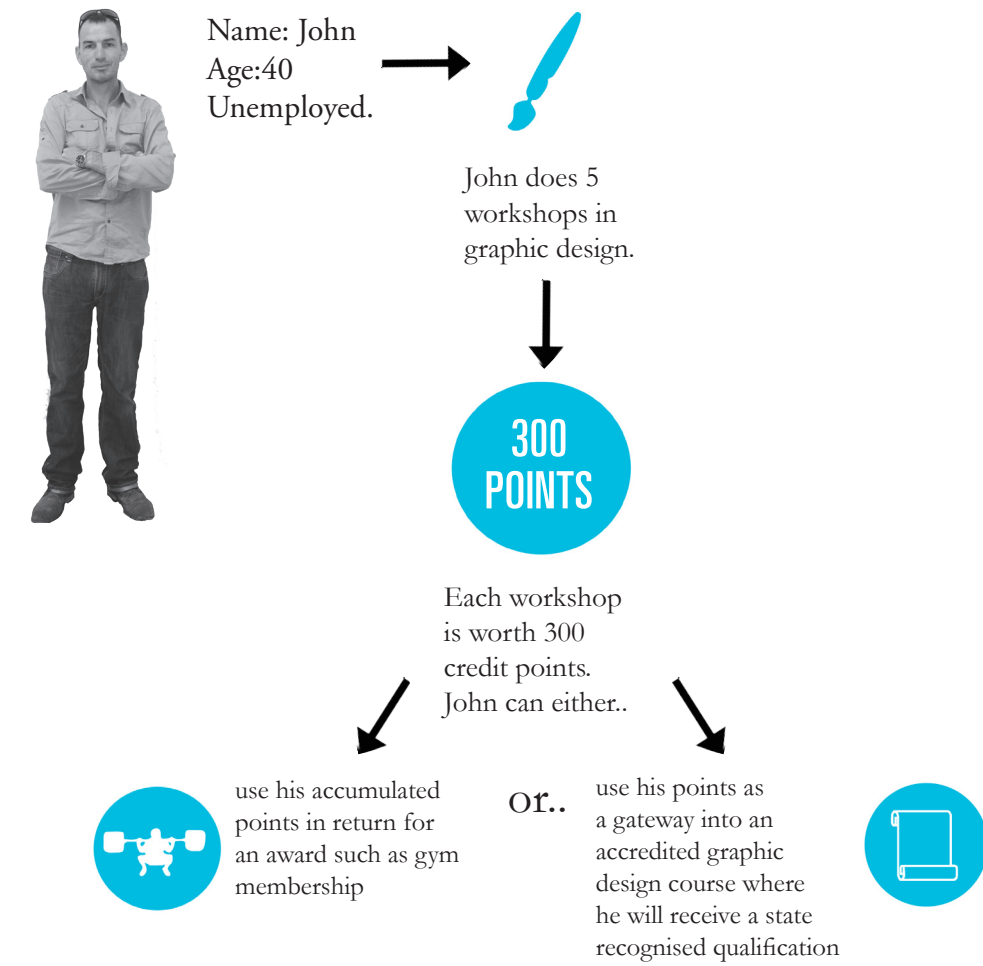 Name: John
Age:40
Unemployed.
John does 5
workshops in
graphic design.
300
POINTS
Each workshop
is worth 300
credit points.
John can either..
use his accumulated
points in return for
an award such as gym
membership
or..
use his points as
a gateway into an
accredited graphic
design course where
he will receive a state
recognised qualification